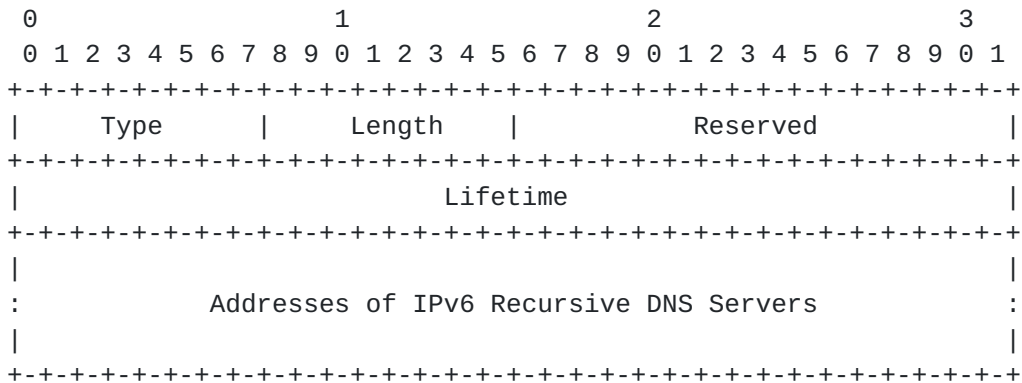 0                   1                   2                   3
 0 1 2 3 4 5 6 7 8 9 0 1 2 3 4 5 6 7 8 9 0 1 2 3 4 5 6 7 8 9 0 1
+-+-+-+-+-+-+-+-+-+-+-+-+-+-+-+-+-+-+-+-+-+-+-+-+-+-+-+-+-+-+-+-+
|     Type      |     Length    |           Reserved            |
+-+-+-+-+-+-+-+-+-+-+-+-+-+-+-+-+-+-+-+-+-+-+-+-+-+-+-+-+-+-+-+-+
|                           Lifetime                            |
+-+-+-+-+-+-+-+-+-+-+-+-+-+-+-+-+-+-+-+-+-+-+-+-+-+-+-+-+-+-+-+-+
|                                                               |
:            Addresses of IPv6 Recursive DNS Servers            :
|                                                               |
+-+-+-+-+-+-+-+-+-+-+-+-+-+-+-+-+-+-+-+-+-+-+-+-+-+-+-+-+-+-+-+-+